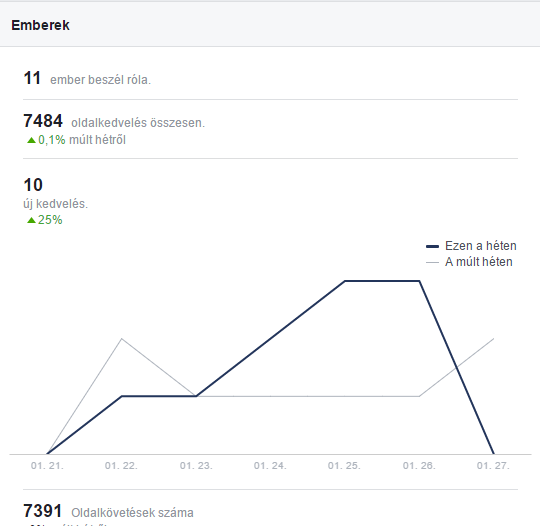 Emberek
11 ember beszél róla.
7484 oldalkedvelés összesen.
0,1% múlt hétről
10
új kedvelés.
25%
Ezen a héten
A múlt héten
01. 21. 01. 22. 01. 23. 01. 24. 01. 25. 01. 26. 01. 27.
7391 Oldalkövetések száma